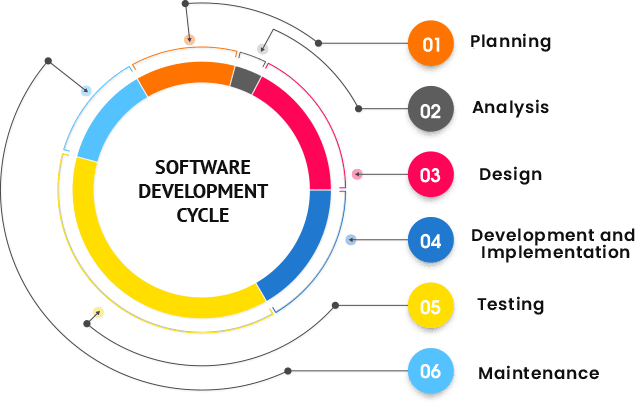 SOFTWARE
DEVELOPMENT
CYCLE
01 Planning
02 Analysis
03 Design
04 Development and
Implementation
05 Testing
06 Maintenance